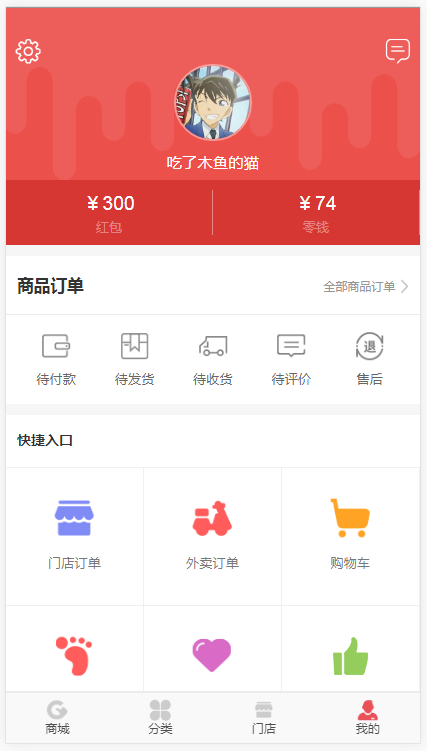 吃了木鱼的猫
¥300
¥74
红包
零钱
商品订单
全部商品订单
退
待付款
待发货
待收货
待评价
售后
快捷入口
门店订单
外卖订单
购物车
商城
分类
门店
我的